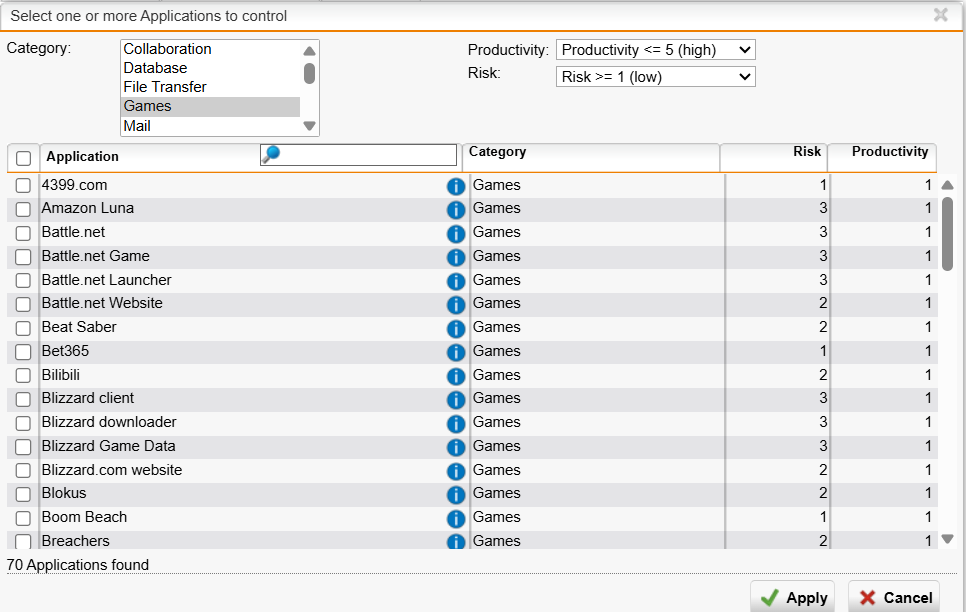 Select one or more Applications to control
Category:
Collaboration
Database
File Transfer
Games
Mail
Productivity: Productivity <= 5 (high)
Risk: Risk >= 1 (low)
Application Category Risk Productivity
4399.com Games 1 1
Amazon Luna Games 3 1
Battle.net Games 3 1
Battle.net Game Games 3 1
Battle.net Launcher Games 3 1
Battle.net Website Games 2 1
Beat Saber Games 2 1
Bet365 Games 1 1
Bilibili Games 2 1
Blizzard client Games 3 1
Blizzard downloader Games 3 1
Blizzard Game Data Games 3 1
Blizzard.com website Games 2 1
Blokus Games 2 1
Boom Beach Games 1 1
Breachers Games 2 1
70 Applications found
Apply Cancel